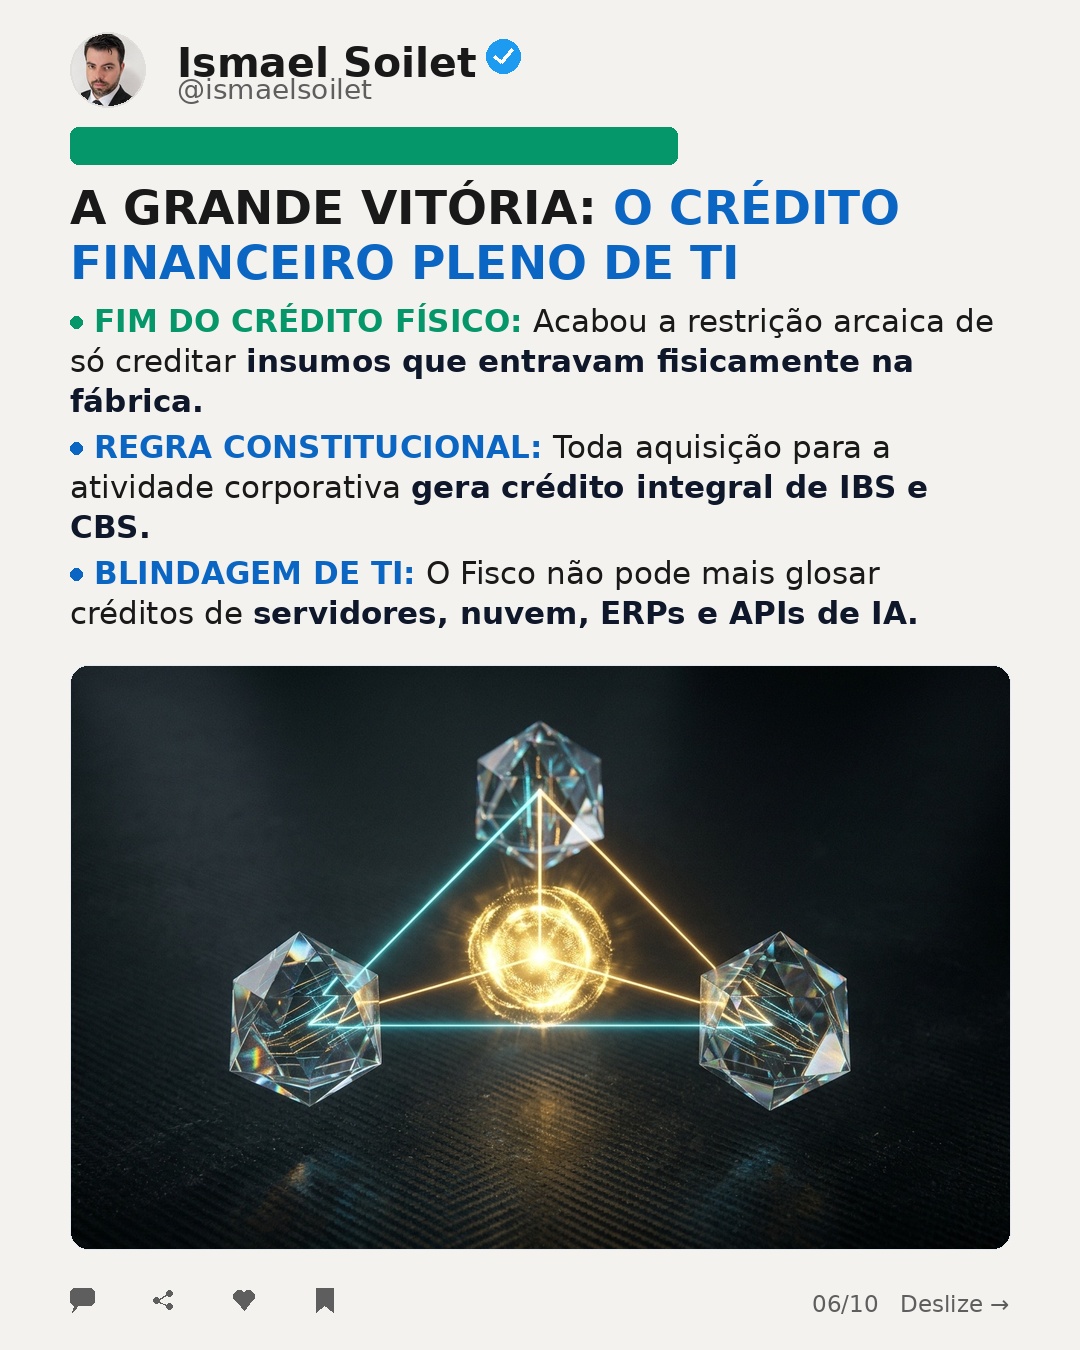 Ismael Soilet
@ismaelsoilet
A GRANDE VITÓRIA: O CRÉDITO
FINANCEIRO PLENO DE TI
• FIM DO CRÉDITO FÍSICO: Acabou a restrição arcaica de
só creditar insumos que entravam fisicamente na
fábrica.
• REGRA CONSTITUCIONAL: Toda aquisição para a
atividade corporativa gera crédito integral de IBS e
CBS.
• BLINDAGEM DE TI: O Fisco não pode mais glosar
créditos de servidores, nuvem, ERPs e APIs de IA.
06/10 Deslize →